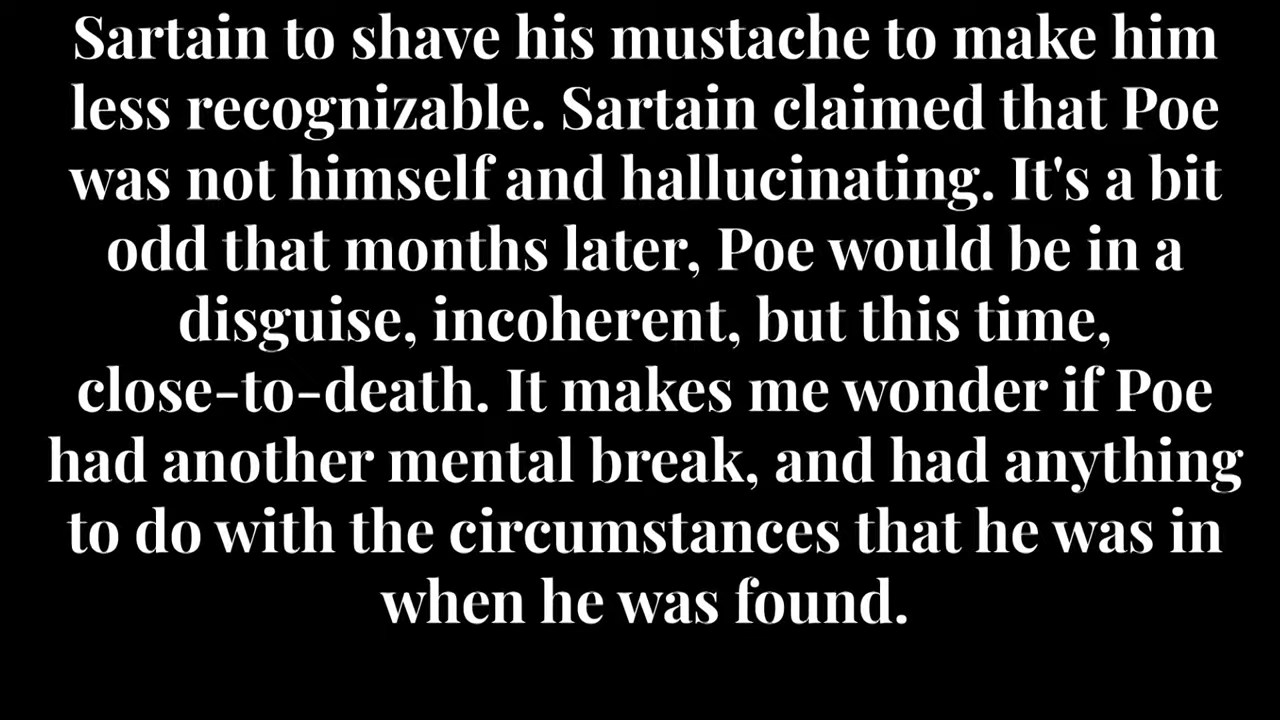 Sartain to shave his mustache to make him
less recognizable. Sartain claimed that Poe
was not himself and hallucinating. It's a bit
odd that months later, Poe would be in a
disguise, incoherent, but this time,
close-to-death. It makes me wonder if Poe
had another mental break, and had anything
to do with the circumstances that he was in
when he was found.